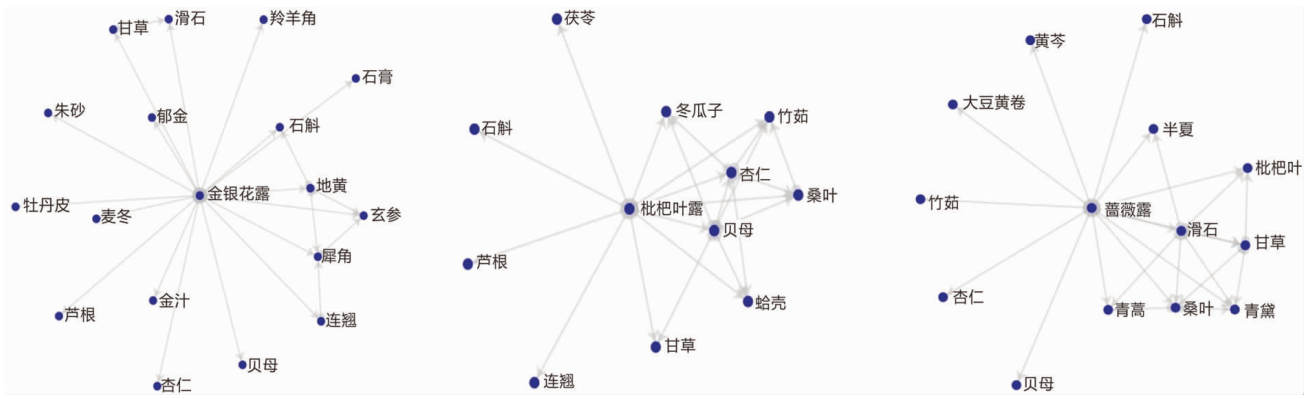 甘草
滑石
羚羊角
石膏
朱砂
郁金
石斛
地黄
金银花露
牡丹皮
麦冬
玄参
犀角
金汁
芦根
连翘
贝母
杏仁
茯苓
冬瓜子
竹茹
石斛
杏仁
桑叶
枇杷叶露
贝母
芦根
蛤壳
甘草
连翘
石斛
黄芩
大豆黄卷
半夏
枇杷叶
竹茹
蔷薇露
滑石
甘草
杏仁
青蒿
桑叶
青黛
贝母